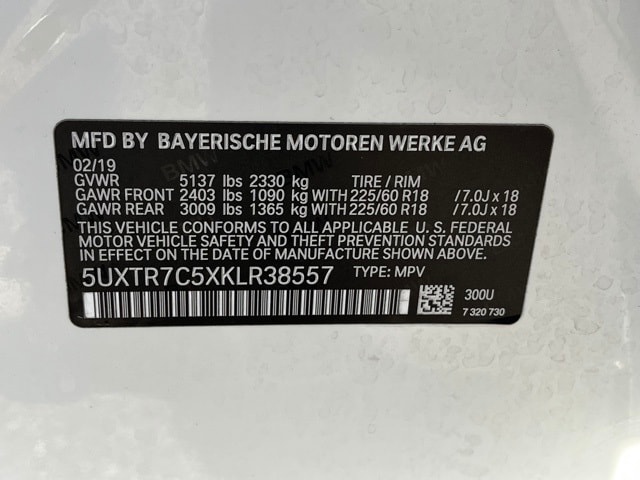 MFD BY BAYERISCHE MOTOREN WERKE AG
02/19
GVWR 5137 lbs 2330 kg TIRE / RIM
GAWR FRONT 2403 lbs 1090 kg WITH 225/60 R18 / 7.0J x 18
GAWR REAR 3009 lbs 1365 kg WITH 225/60 R18 / 7.0J x 18
THIS VEHICLE CONFORMS TO ALL APPLICABLE U. S. FEDERAL
MOTOR VEHICLE SAFETY AND THEFT PREVENTION STANDARDS
IN EFFECT ON THE DATE OF MANUFACTURE SHOWN ABOVE.
5UXTR7C5XKLR38557 TYPE: MPV
300U
7 320 730